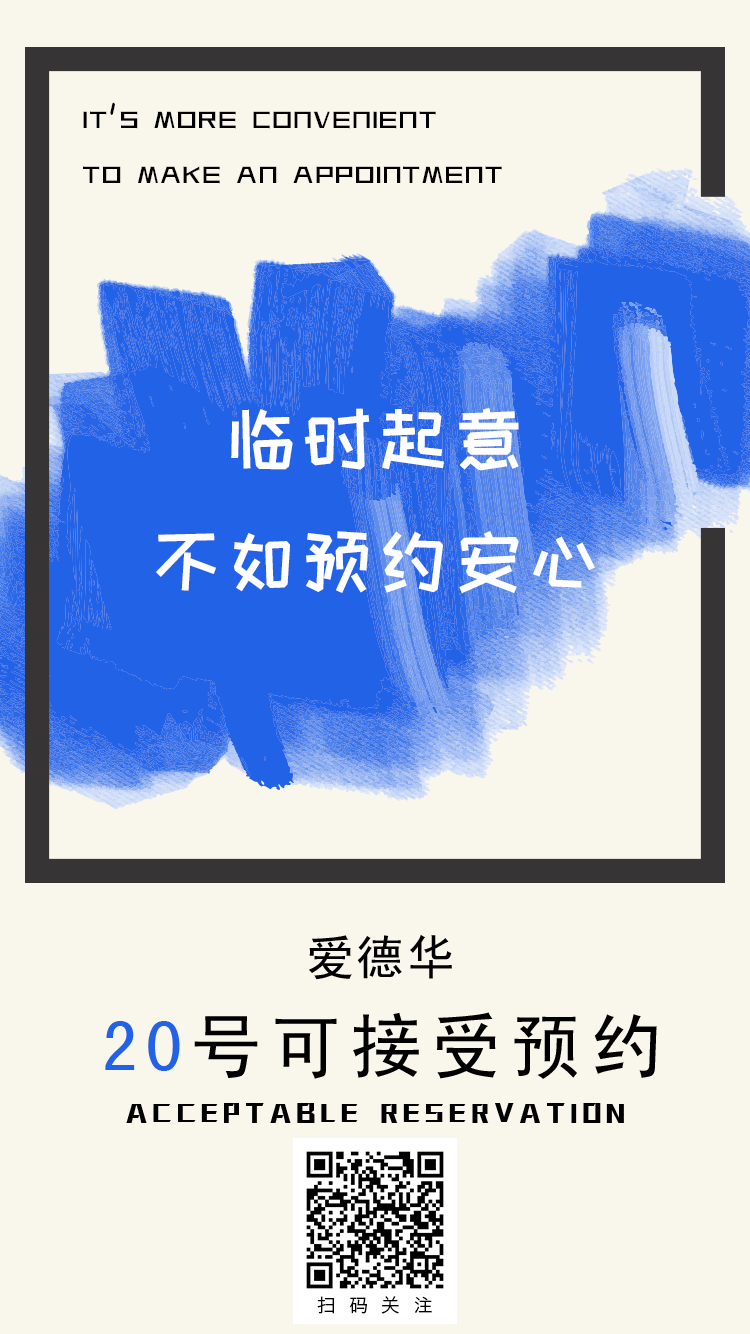 IT'S MORE CONVENIENT
TO MAKE AN APPOINTMENT
临时起意
不如预约安心
爱德华
20号可接受预约
ACCEPTABLE RESERVATION
扫码关注